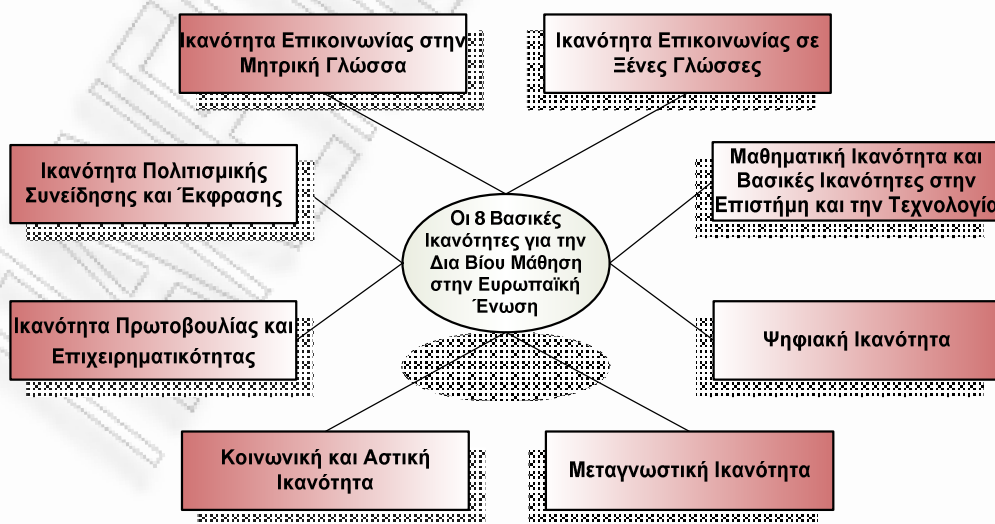 Ικανότητα Επικοινωνίας στην
Μητρική Γλώσσα
Ικανότητα Επικοινωνίας σε
Ξένες Γλώσσες
Ικανότητα Πολιτισμικής
Συνείδησης και Έκφρασης
Μαθηματική Ικανότητα και
Βασικές Ικανότητες στην
Επιστήμη και την Τεχνολογία
Οι 8 Βασικές
Ικανότητες για την
Δια Βίου Μάθηση
στην Ευρωπαϊκή
Ένωση
Ικανότητα Πρωτοβουλίας και
Επιχειρηματικότητας
Ψηφιακή Ικανότητα
Κοινωνική και Αστική
Ικανότητα
Μεταγνωστική Ικανότητα